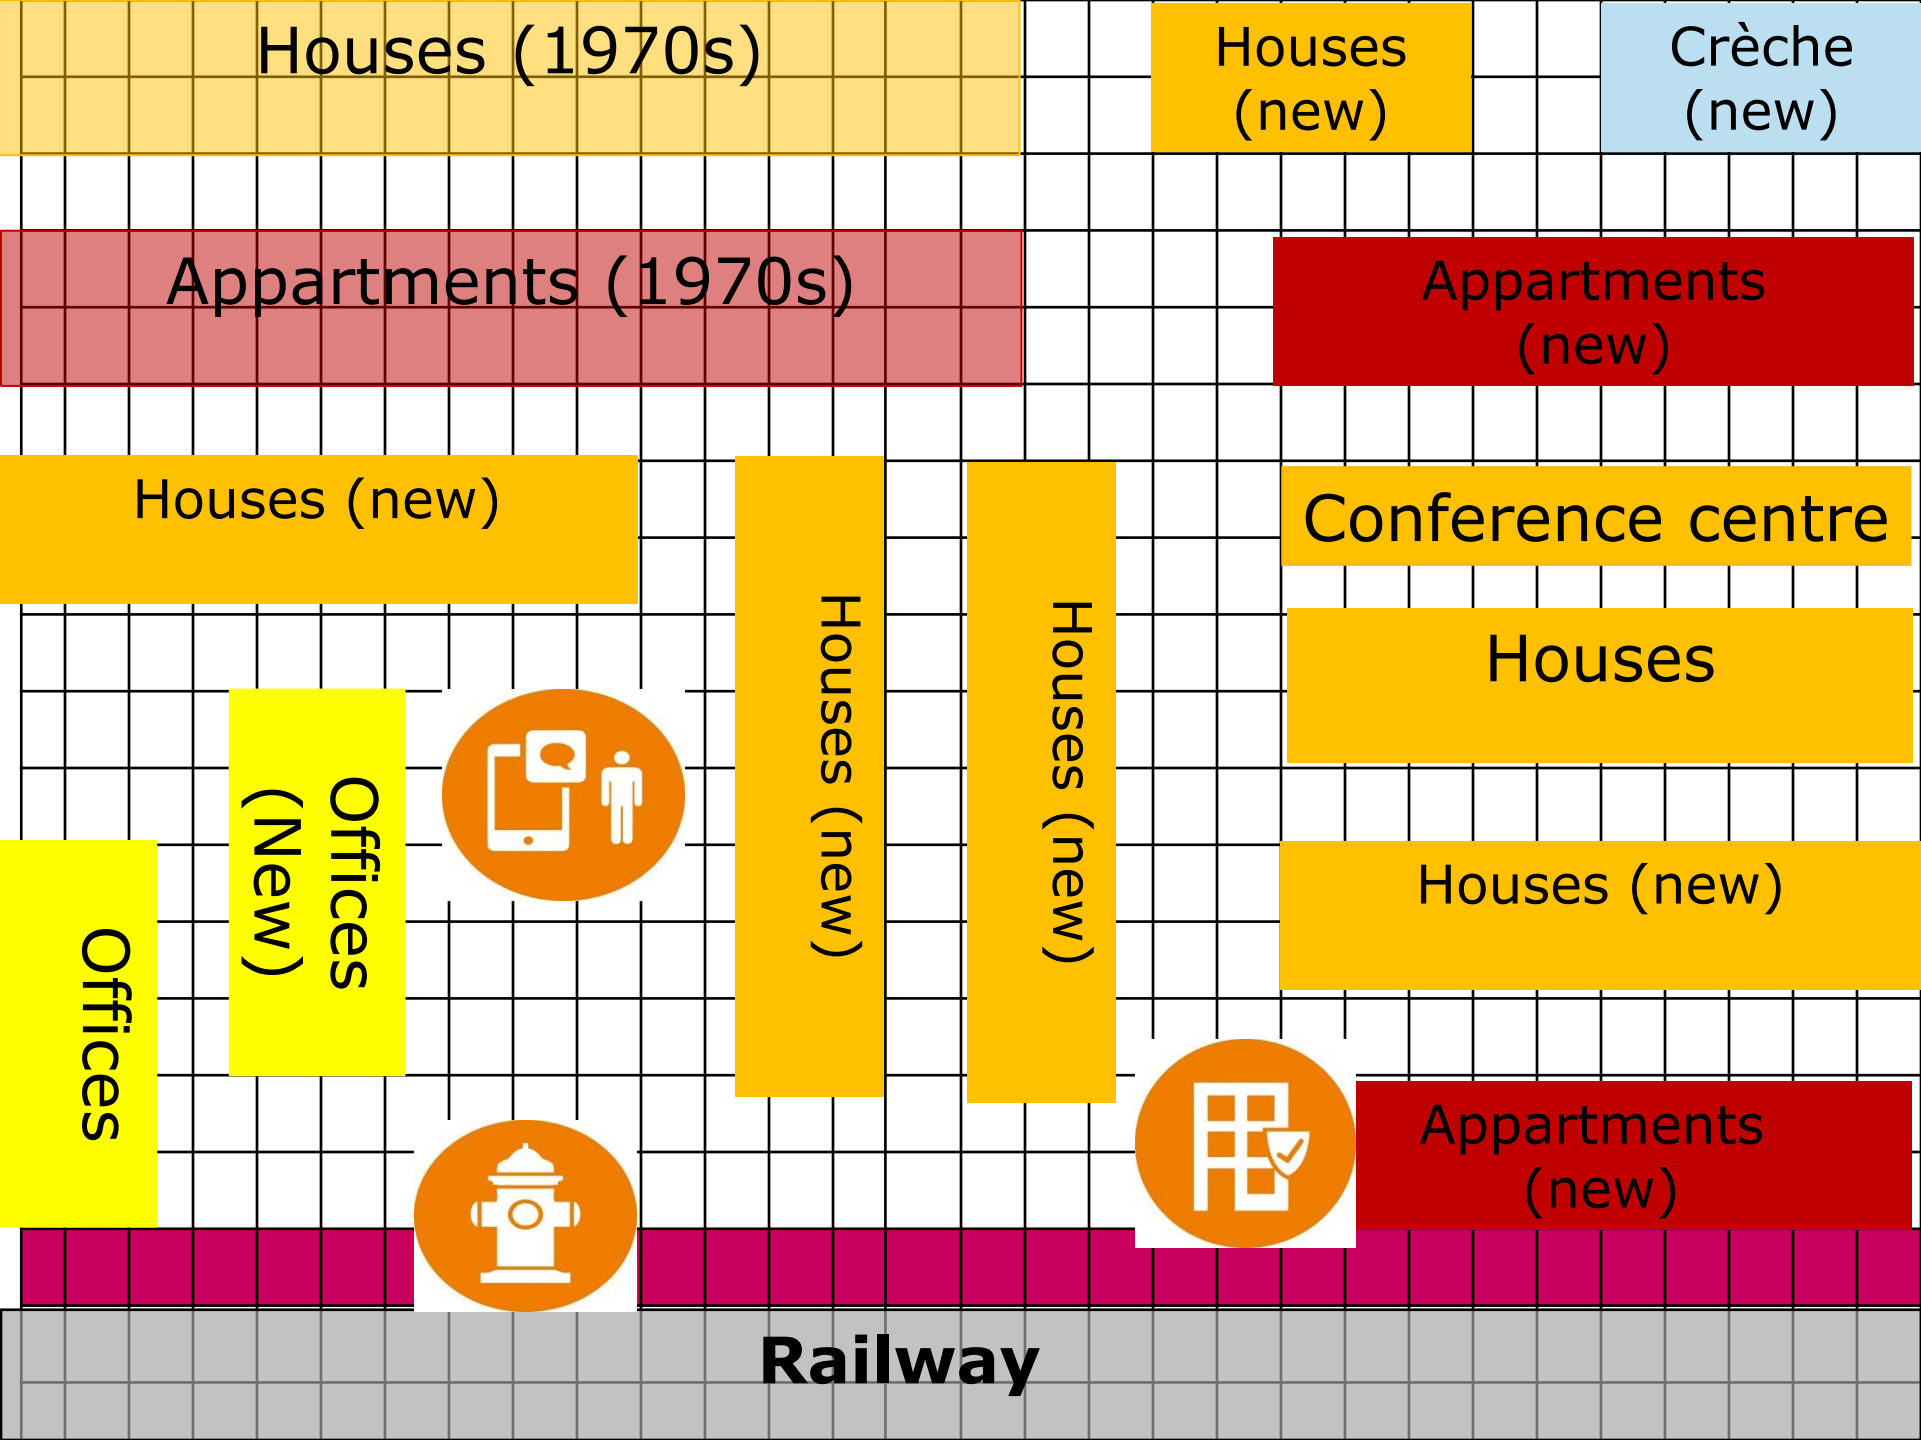 Houses (1970s)
Houses
(new)
Crèche
(new)
Appartments (1970s)
Appartments
(new)
Houses (new)
Houses (new)
Houses (new)
Conference centre
Houses
Offices
(New)
Offices
Houses (new)
Appartments
(new)
Railway